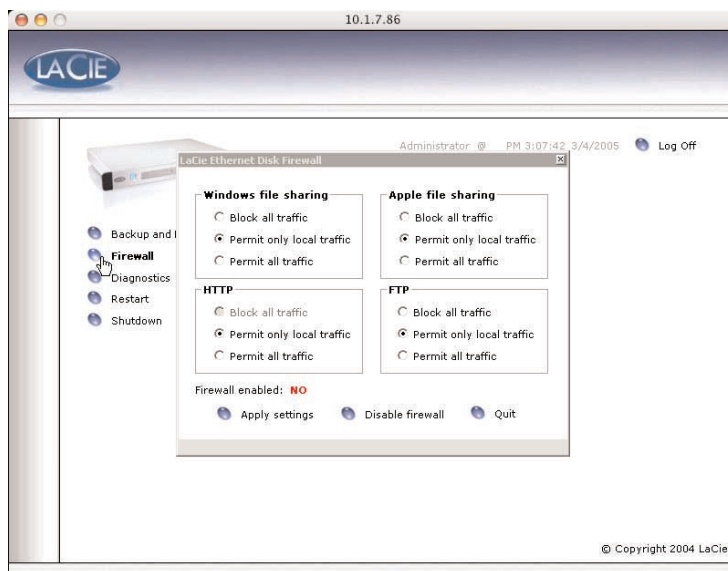 10.1.7.86
LACIE
Administrator @ PM 3:07:42 3/4/2005 Log Off
LaCie Ethernet Disk Firewall
Windows file sharing
Block all traffic
Permit only local traffic
Permit all traffic
Apple file sharing
Block all traffic
Permit only local traffic
Permit all traffic
Backup and
Firewall
Diagnostics
Restart
Shutdown
HTTP
Block all traffic
Permit only local traffic
Permit all traffic
FTP
Block all traffic
Permit only local traffic
Permit all traffic
Firewall enabled: NO
Apply settings Disable firewall Quit
© Copyright 2004 LaCie